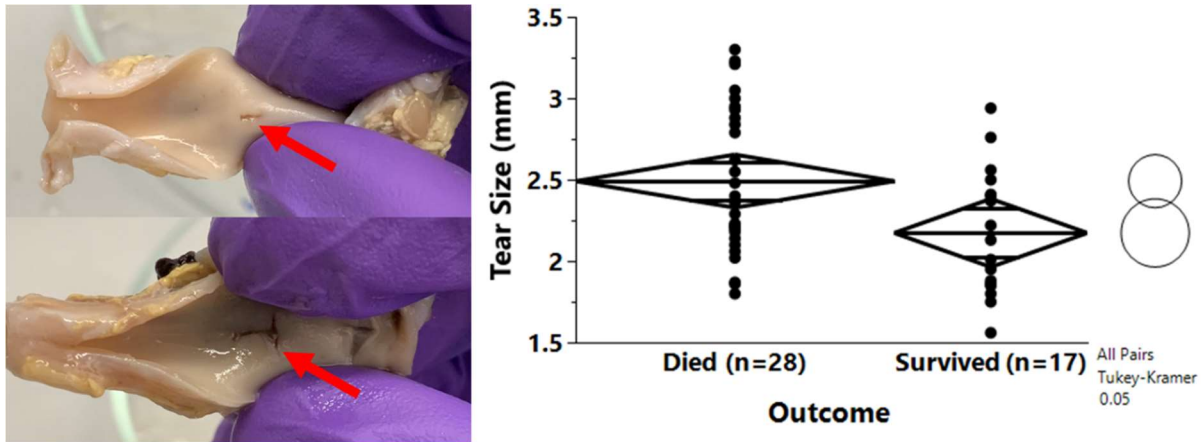 3.5
3
2.5
2
1.5
Tear Size (mm)
Died (n=28)
Survived (n=17)
Outcome
All Pairs
Tukey-Kramer
0.05